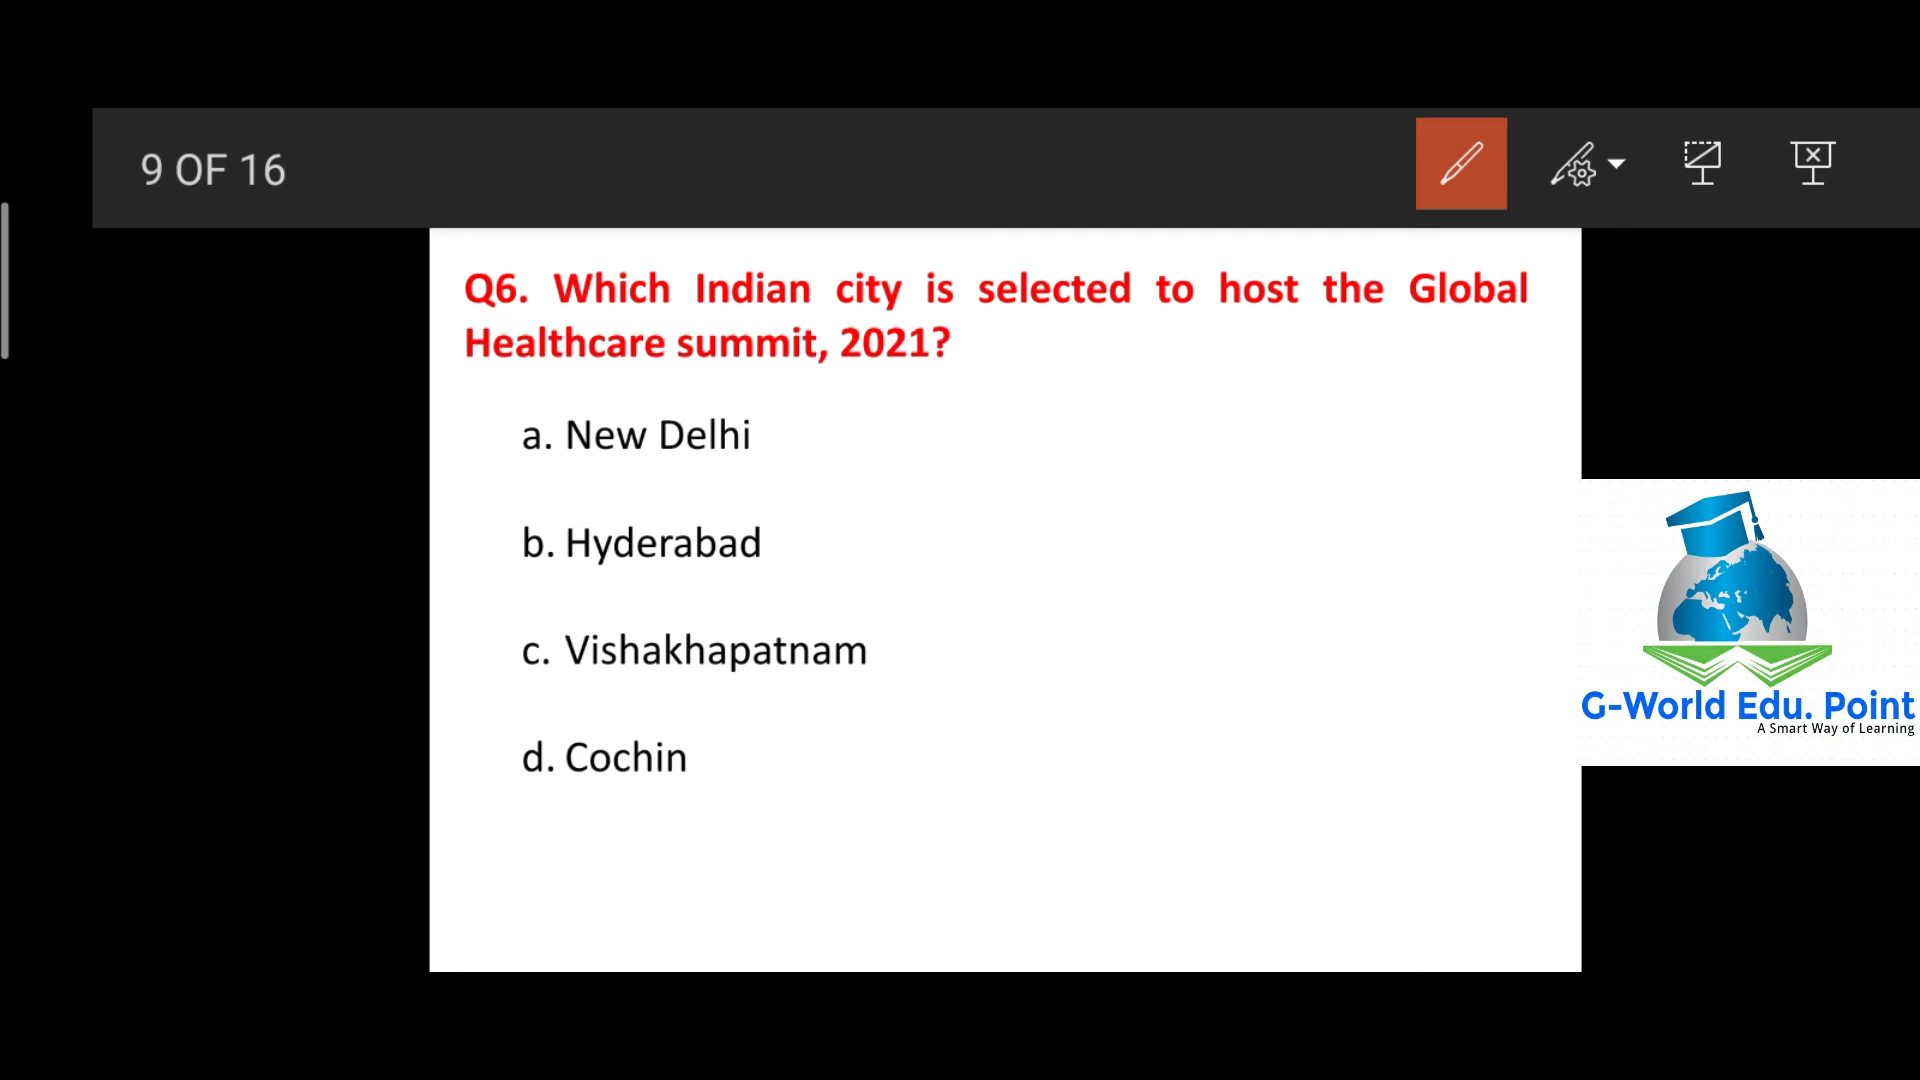 9 OF 16
Q6. Which Indian city is selected to host the Global
Healthcare summit, 2021?
a. New Delhi
b. Hyderabad
c. Vishakhapatnam
d. Cochin
G-World Edu. Point
A Smart Way of Learning